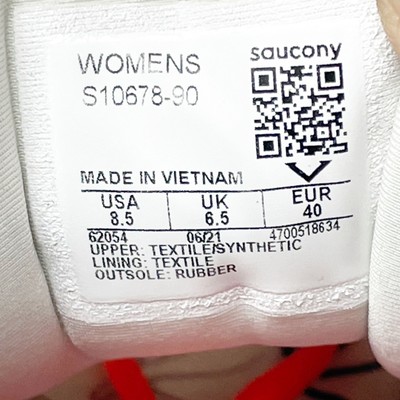 WOMENS
saucony
S10678-90
MADE IN VIETNAM
USA UK EUR
8.5 6.5 40
62054 06/21 4700518634
UPPER: TEXTILE/SYNTHETIC
LINING: TEXTILE
OUTSOLE: RUBBER